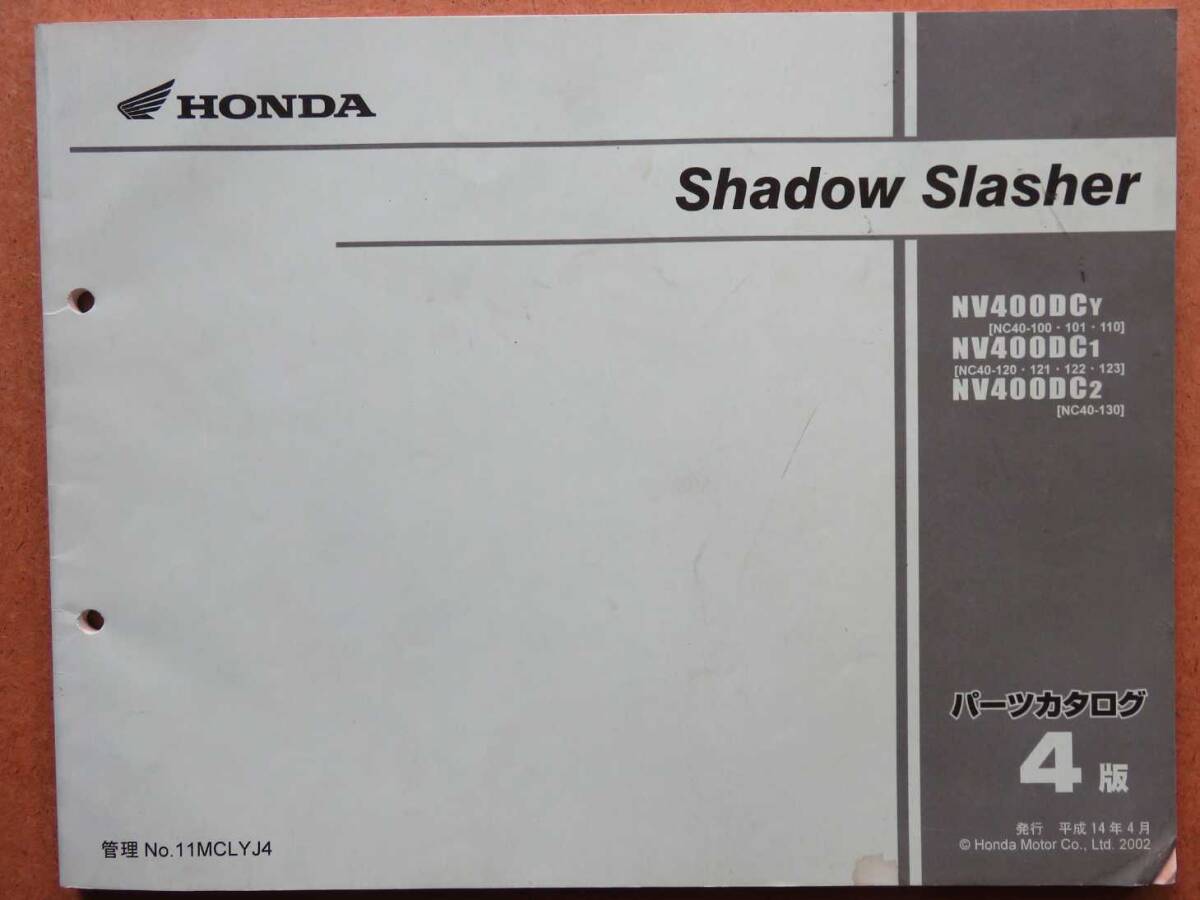 HONDA
Shadow Slasher
NV400DCY
[NC40-100・101・110]
NV400DC1
[NC40-120・121・122・123]
NV400DC2
[NC40-130]
パーツカタログ
4版
発行 平成14年4月
© Honda Motor Co., Ltd. 2002
管理 No.11MCLYJ4